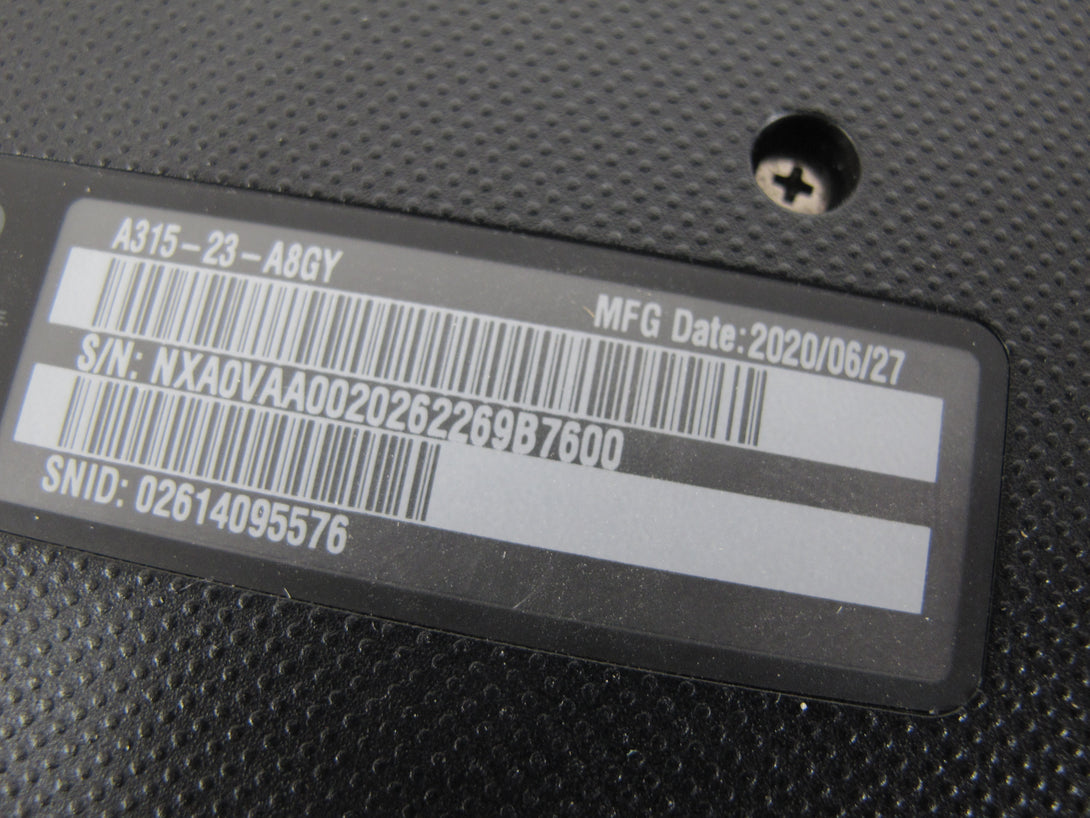 A315-23-A8GY
MFG Date:2020/06/27
S/N: NXA0VAA0020262269B7600
SNID: 02614095576